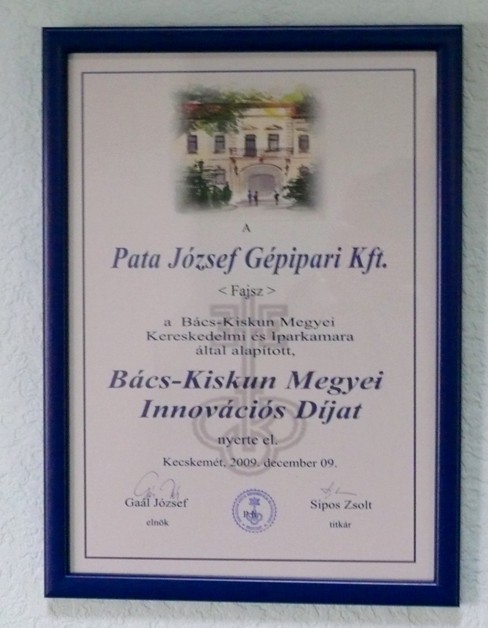 A
Pata József Gépipari Kft.
< Fajsz >
a Bács-Kiskun Megyei
Kereskedelmi és Iparkamara
által alapított,
Bács-Kiskun Megyei
Innovációs Díjat
nyerte el.
Kecskemét, 2009. december 09.
Gaál József
elnök
Sipos Zsolt
titkár